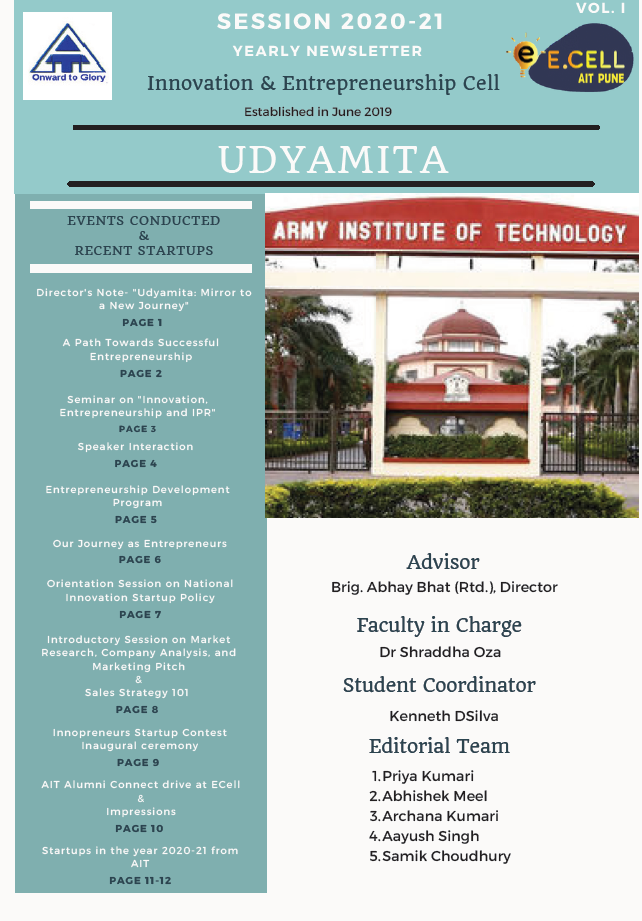 VOL. I
SESSION 2020-21
YEARLY NEWSLETTER
Innovation & Entrepreneurship Cell
Established in June 2019
Onward to Glory
e E.CELL
AIT PUNE
UDYAMITA
EVENTS CONDUCTED
&
RECENT STARTUPS
Director's Note- "Udyamita: Mirror to
a New Journey"
PAGE 1
A Path Towards Successful
Entrepreneurship
PAGE 2
Seminar on "Innovation,
Entrepreneurship and IPR"
PAGE 3
Speaker Interaction
PAGE 4
Entrepreneurship Development
Program
PAGE 5
Our Journey as Entrepreneurs
PAGE 6
Orientation Session on National
Innovation Startup Policy
PAGE 7
Introductory Session on Market
Research, Company Analysis, and
Marketing Pitch
&
Sales Strategy 101
PAGE 8
Innopreneurs Startup Contest
Inaugural ceremony
PAGE 9
AIT Alumni Connect drive at ECell
&
Impressions
PAGE 10
Startups in the year 2020-21 from
AIT
PAGE 11-12
ARMY INSTITUTE OF TECHNOLOGY
Advisor
Brig. Abhay Bhat (Rtd.), Director
Faculty in Charge
Dr Shraddha Oza
Student Coordinator
Kenneth DSilva
Editorial Team
1.Priya Kumari
2.Abhishek Meel
3.Archana Kumari
4.Aayush Singh
5.Samik Choudhury